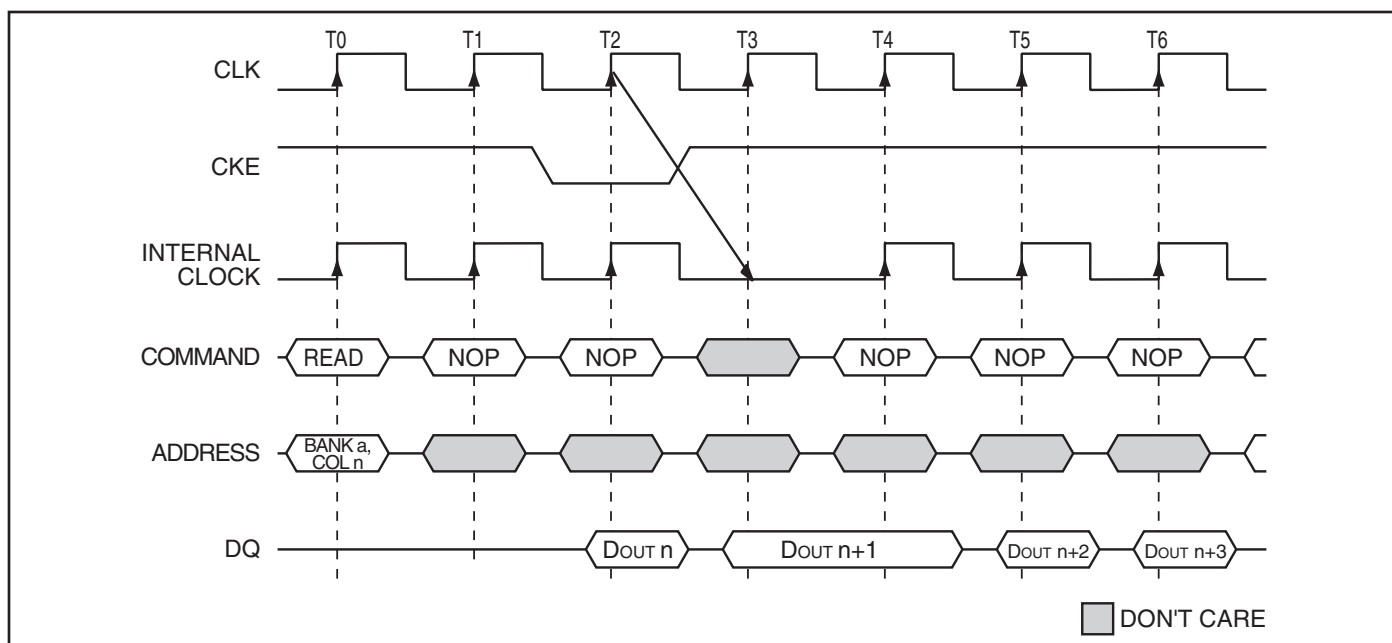 T0 T1 T2 T3 T4 T5 T6
CLK
CKE
INTERNAL
CLOCK
COMMAND READ NOP NOP NOP NOP NOP
ADDRESS BANK a,
COL n
DQ DOUT n DOUT n+1 DOUT n+2 DOUT n+3
DON'T CARE